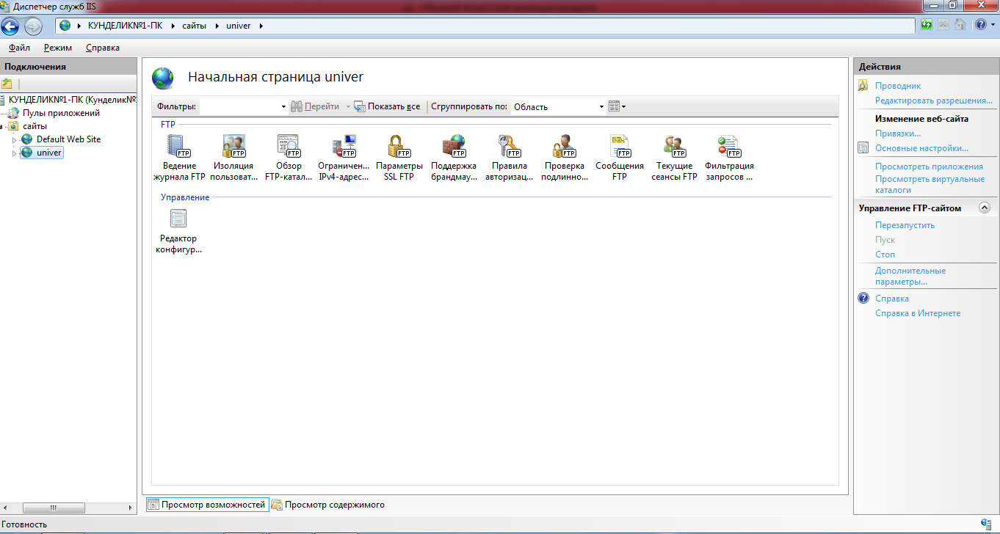 Диспетчер служб IIS
КУНДЕЛИК№1-ПК
сайты
univer
Файл Режим Справка
Подключения
КУНДЕЛИК№1-ПК (Кунделик№
Пулы приложений
сайты
Default Web Site
univer
Начальная страница univer
Фильтры: Перейти Показать все Сгруппировать по: Область
FTP
Ведение журнала FTP
Изоляция пользоват...
Обзор FTP-катал...
Ограничен... IPv4-адрес...
Параметры SSL FTP
Поддержка брандмау...
Правила авторизац...
Проверка подлинно...
Сообщения FTP
Текущие сеансы FTP
Фильтрация запросов ...
Управление
Редактор конфигур...
Просмотр возможностей
Просмотр содержимого
Действия
Проводник
Редактировать разрешения...
Изменение веб-сайта
Привязки...
Основные настройки...
Просмотреть приложения
Просмотреть виртуальные
каталоги
Управление FTP-сайтом
Перезапустить
Пуск
Стоп
Дополнительные
параметры...
Справка
Справка в Интернете
Готовность